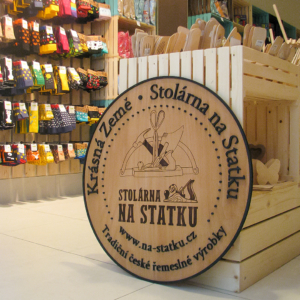 Krásná Země • Stolárna na Statku
STOLÁRNA
NA STATKU
www.na-statku.cz
Tradiční české řemeslné výrobky